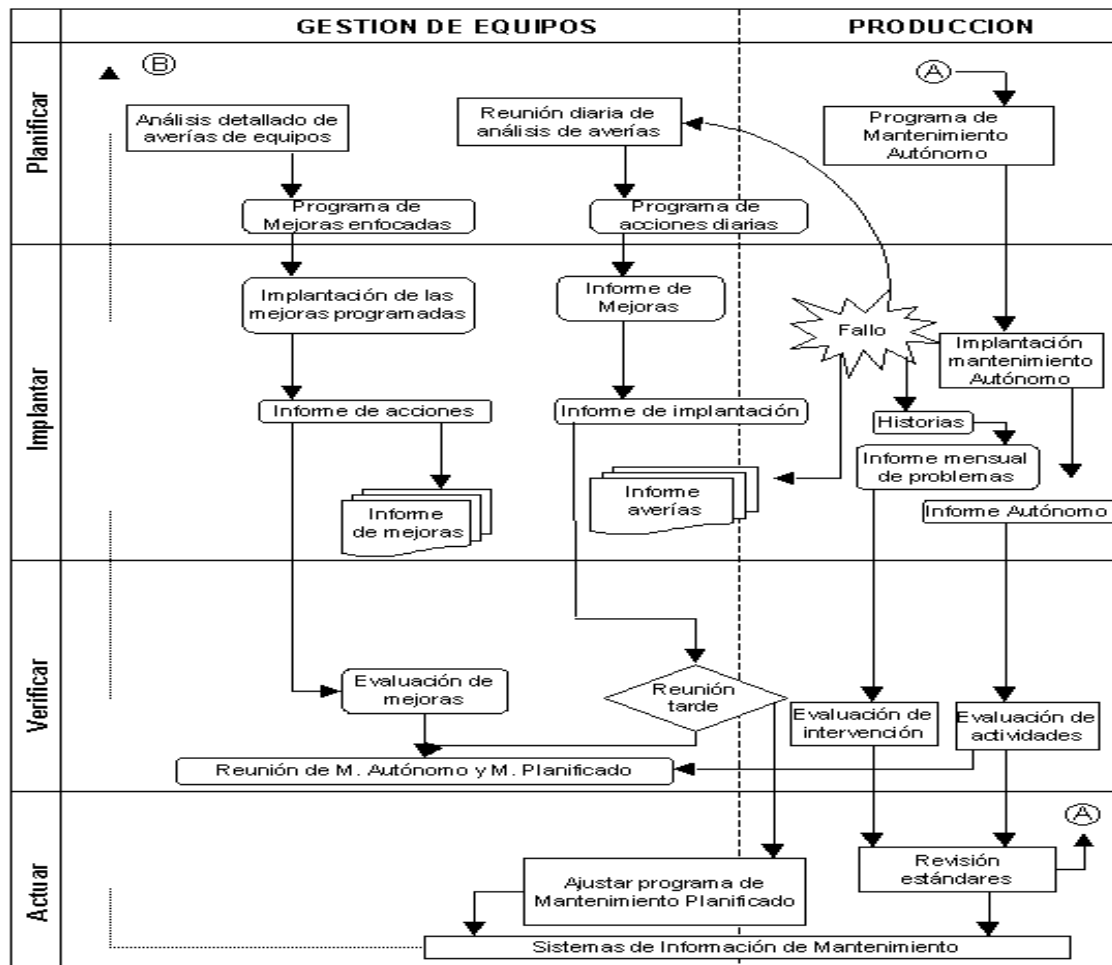 GESTION DE EQUIPOS
PRODUCCION
Planificar
B
A
Análisis detallado de
averías de equipos
Reunión diaria de
análisis de averías
Programa de
Mantenimiento
Autónomo
Programa de
Mejoras enfocadas
Programa de
acciones diarias
Implantar
Implantación de las
mejoras programadas
Informe de
Mejoras
Fallo
Implantación
mantenimiento
Autónomo
Informe de acciones
Informe de implantación
Historias
Informe mensual
de problemas
Informe
de mejoras
Informe
averías
Informe Autónomo
Verificar
Evaluación de
mejoras
Reunión
tarde
Evaluación de
intervención
Evaluación de
actividades
Reunión de M. Autónomo y M. Planificado
Actuar
A
Ajustar programa de
Mantenimiento Planificado
Revisión
estándares
Sistemas de Información de Mantenimiento